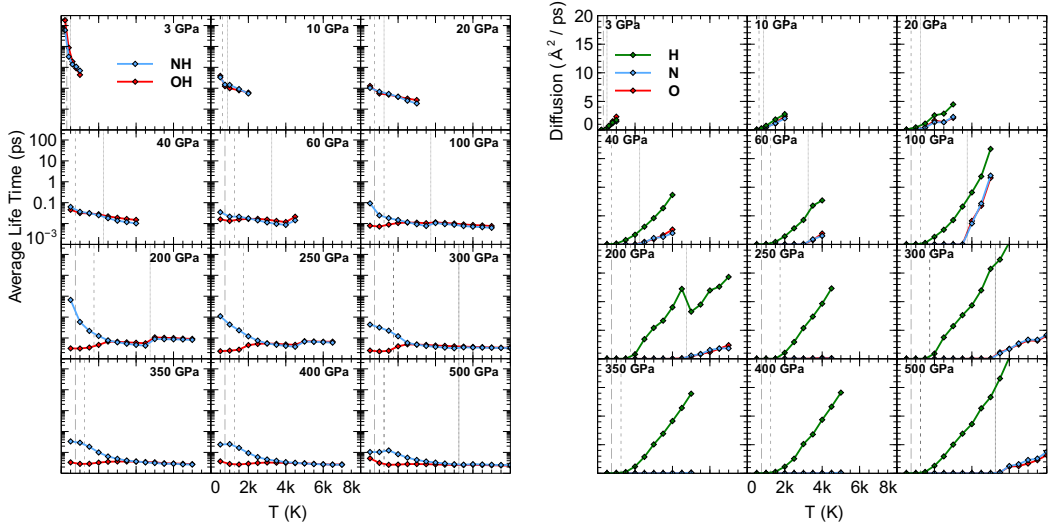 3 GPa
10 GPa
20 GPa
NH
OH
40 GPa
60 GPa
100 GPa
100
10
1
0.1
0.01
10⁻³
Average Life Time (ps)
200 GPa
250 GPa
300 GPa
350 GPa
400 GPa
500 GPa
0 2k 4k 6k 8k
T (K)
3 GPa
10 GPa
20 GPa
H
N
O
20
15
10
5
0
Diffusion ( Å² / ps)
40 GPa
60 GPa
100 GPa
200 GPa
250 GPa
300 GPa
350 GPa
400 GPa
500 GPa
0 2k 4k 6k 8k
T (K)